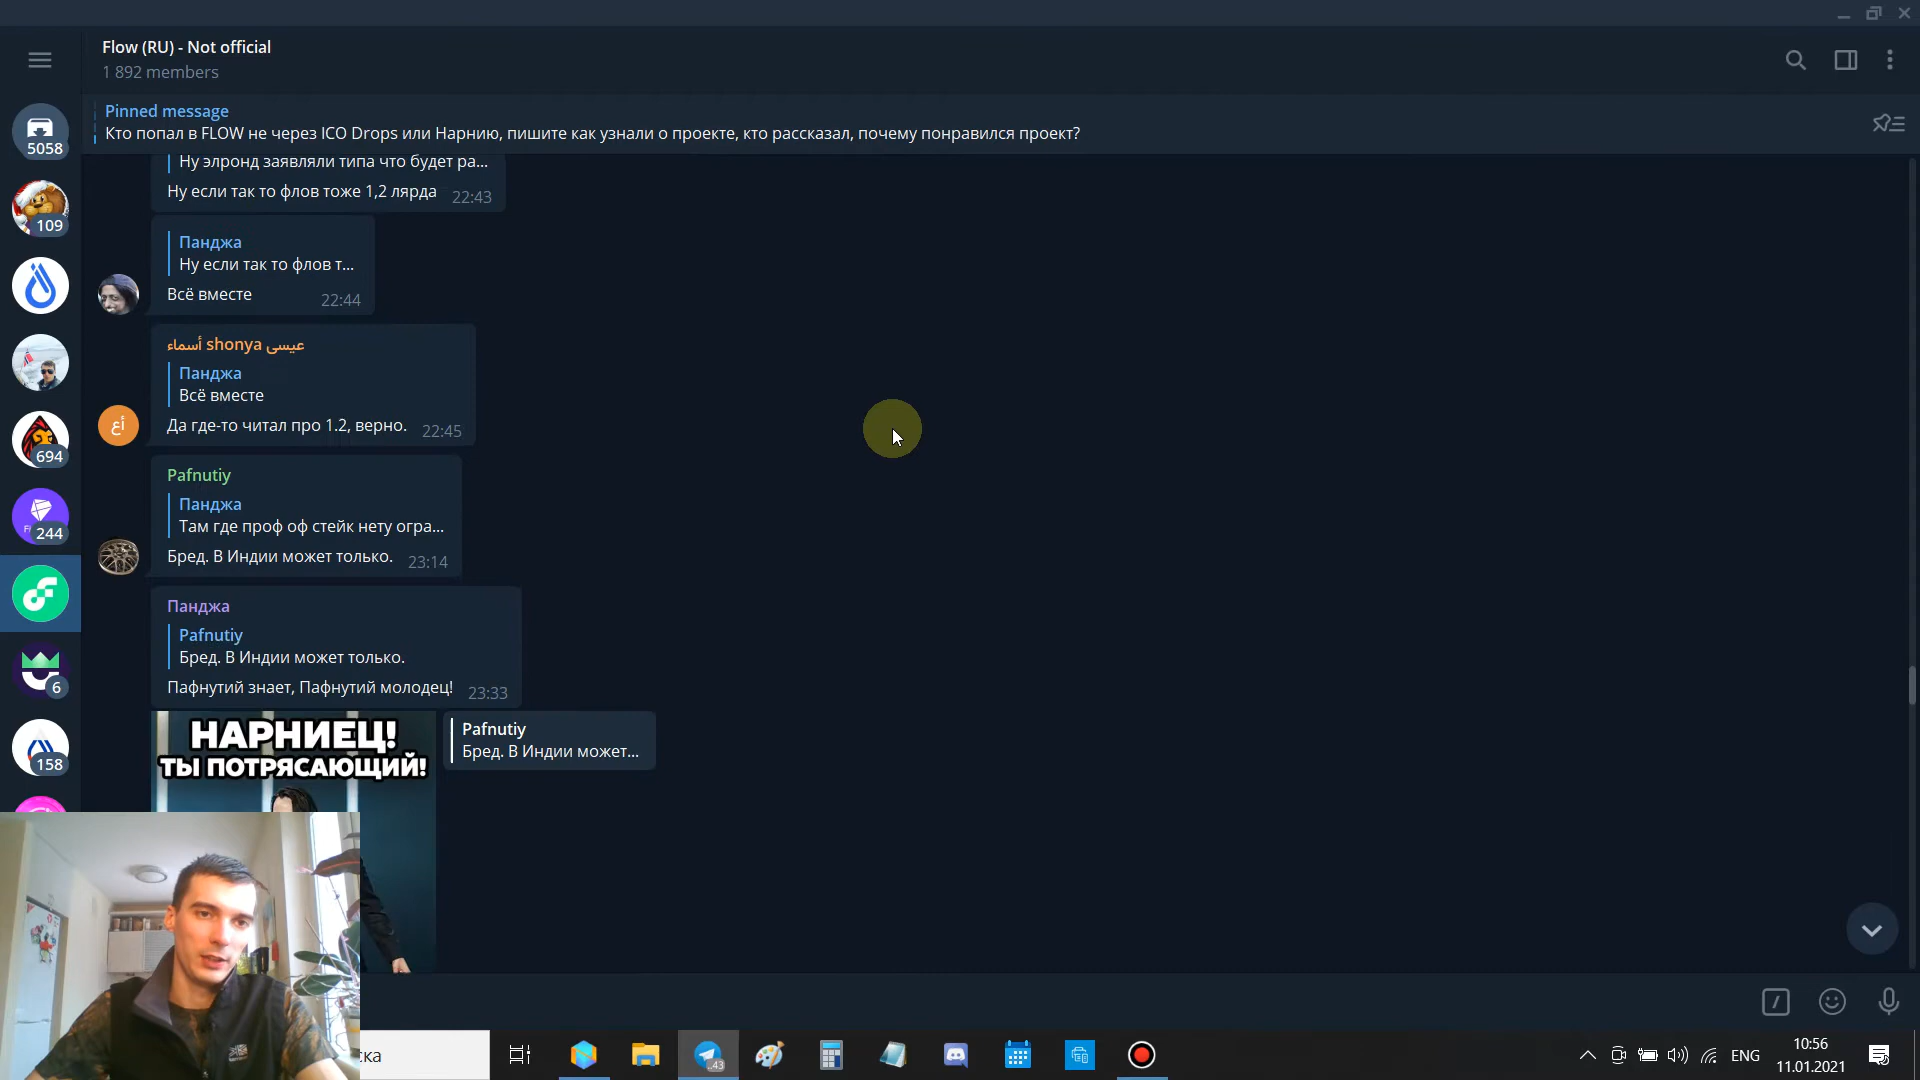 Flow (RU) - Not official
1 892 members
Pinned message
Кто попал в FLOW не через ICO Drops или Нарнию, пишите как узнали о проекте, кто рассказал, почему понравился проект?
5058
109
694
244
6
158
Ну элронд заявляли типа что будет ра...
Ну если так то флов тоже 1,2 лярда 22:43
Панджа
Ну если так то флов т...
Всё вместе 22:44
أسماء shonya عيسى
Панджа
Всё вместе
أع
Да где-то читал про 1.2, верно. 22:45
Pafnutiy
Панджа
Там где проф оф стейк нету огра...
Бред. В Индии может только. 23:14
Панджа
Pafnutiy
Бред. В Индии может только.
Пафнутий знает, Пафнутий молодец! 23:33
НАРНИЕЦ!
ТЫ ПОТРЯСАЮЩИЙ!
Pafnutiy
Бред. В Индии может...
ска
..43
ENG
10:56
11.01.2021